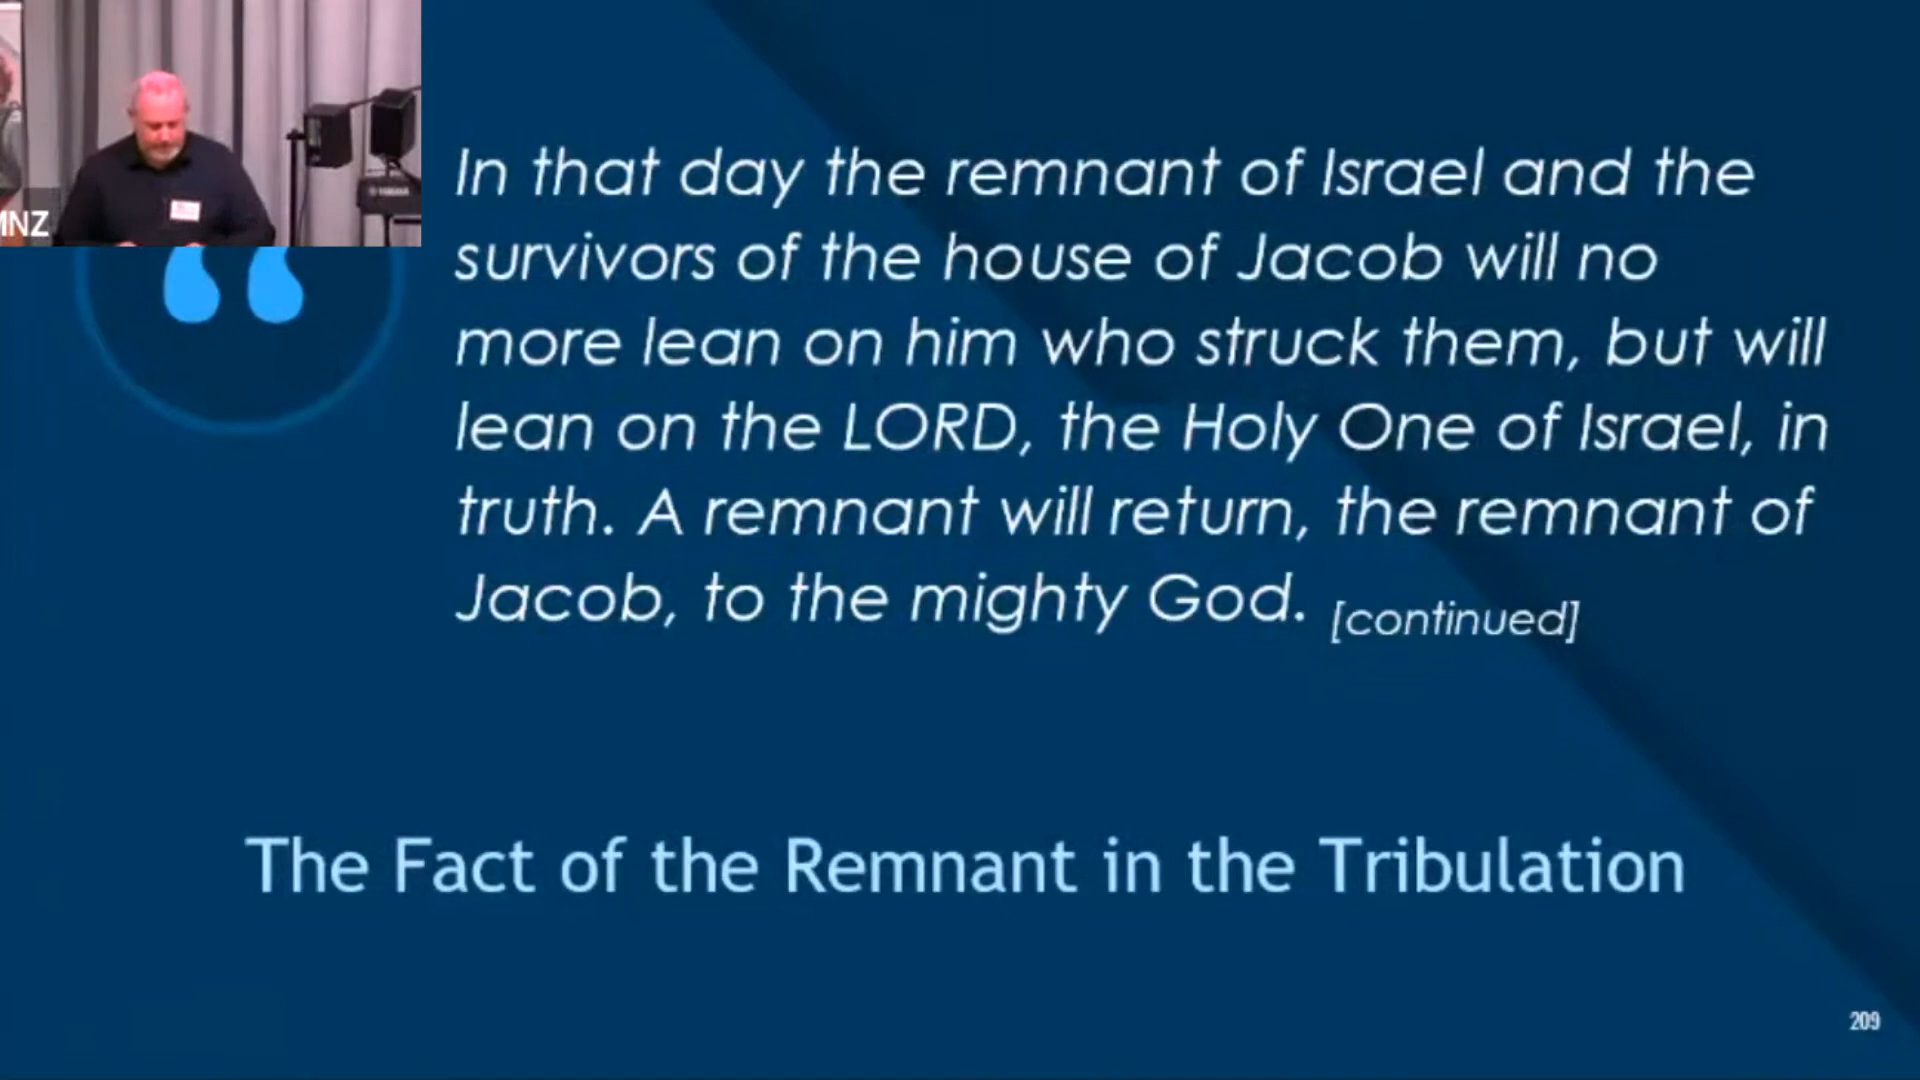 MNZ
In that day the remnant of Israel and the
survivors of the house of Jacob will no
more lean on him who struck them, but will
lean on the LORD, the Holy One of Israel, in
truth. A remnant will return, the remnant of
Jacob, to the mighty God. [continued]
The Fact of the Remnant in the Tribulation
209